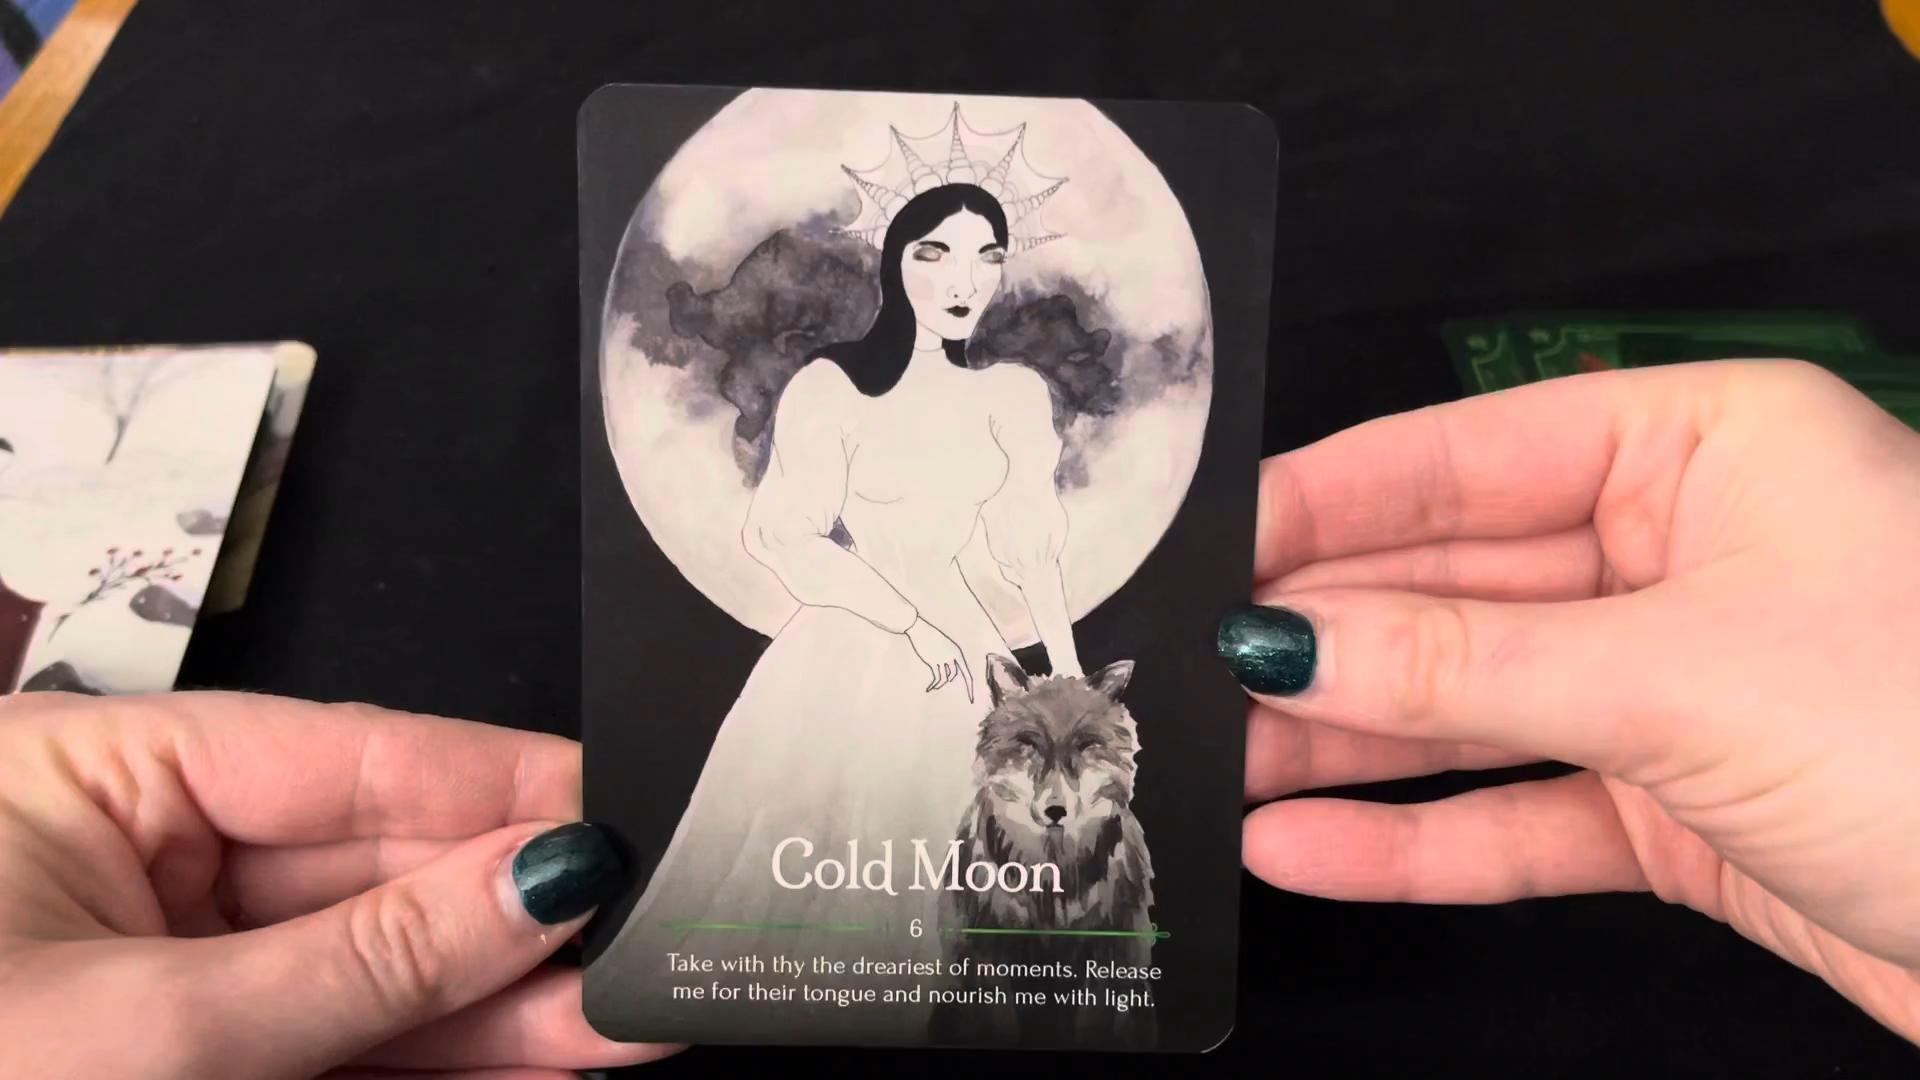 Cold Moon
6
Take with thy the dreariest of moments. Release
me for their tongue and nourish me with light.